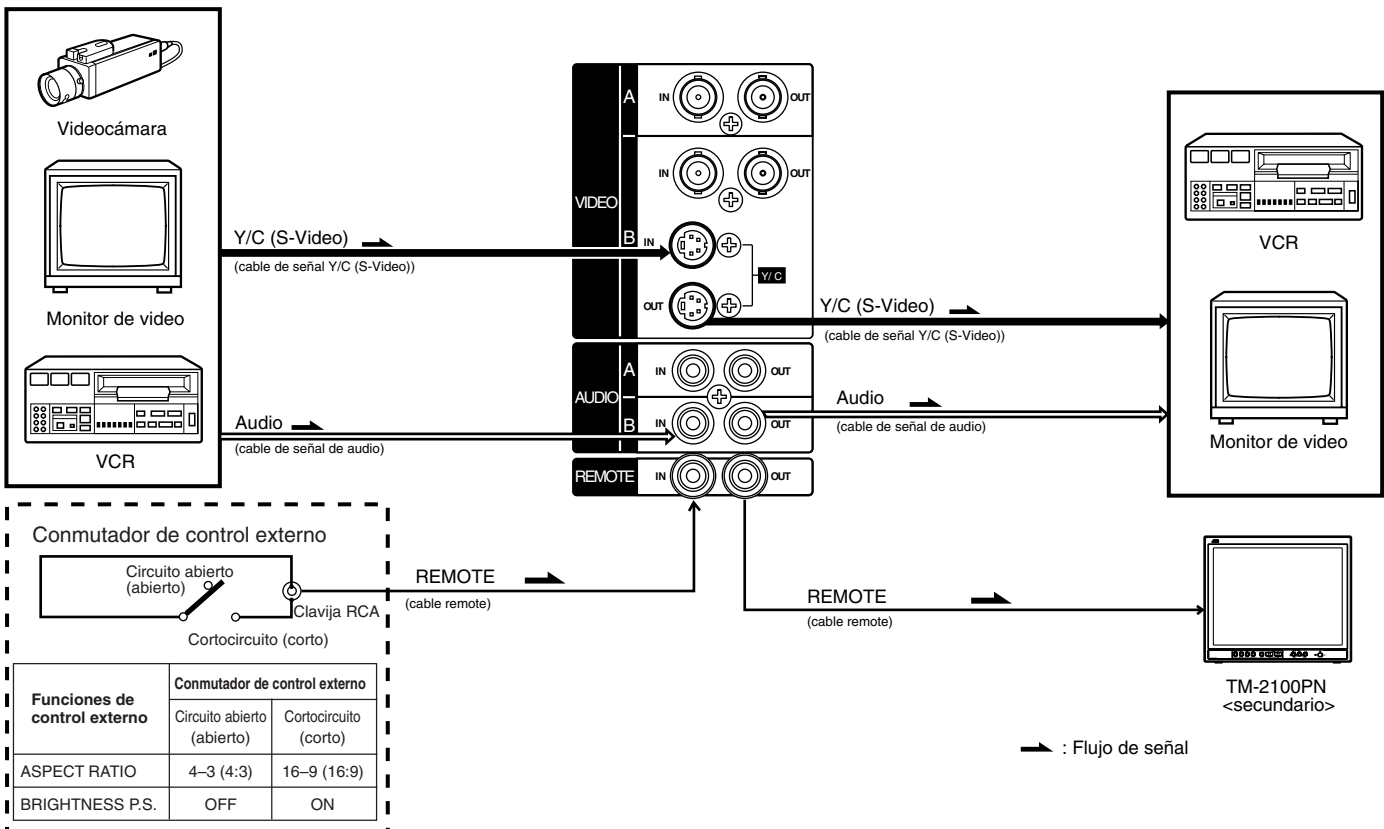 Videocámara
Monitor de video
VCR
Y/C (S-Video)
(cable de señal Y/C (S-Video))
Audio
(cable de señal de audio)
VIDEO
A
IN
OUT
B
IN
OUT
IN
Y/ C
OUT
AUDIO
A
IN
OUT
B
IN
OUT
REMOTE
IN
OUT
Y/C (S-Video)
(cable de señal Y/C (S-Video))
Audio
(cable de señal de audio)
VCR
Monitor de video
Conmutador de control externo
Circuito abierto
(abierto)
Clavija RCA
Cortocircuito (corto)
REMOTE
(cable remote)
REMOTE
(cable remote)
TM-2100PN
<secundario>
: Flujo de señal
Funciones de
control externo
Conmutador de control externo
Circuito abierto
(abierto)
Cortocircuito
(corto)
ASPECT RATIO
4–3 (4:3)
16–9 (16:9)
BRIGHTNESS P.S.
OFF
ON